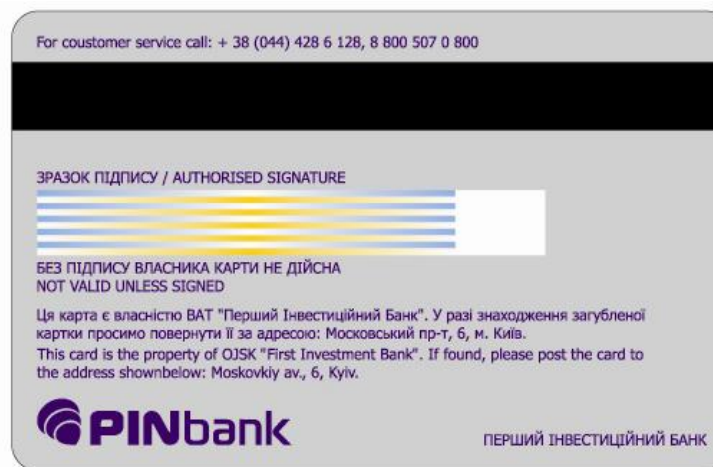 For coustomer service call: + 38 (044) 428 6 128, 8 800 507 0 800
ЗРАЗОК ПІДПИСУ / AUTHORISED SIGNATURE
БЕЗ ПІДПИСУ ВЛАСНИКА КАРТИ НЕ ДІЙСНА
NOT VALID UNLESS SIGNED
Ця карта є власністю ВАТ "Перший Інвестиційний Банк". У разі знаходження загубленої
картки просимо повернути її за адресою: Московський пр-т, 6, м. Київ.
This card is the property of OJSK "First Investment Bank". If found, please post the card to
the address shownbelow: Moskovkiy av., 6, Kyiv.
PINbank
ПЕРШИЙ ІНВЕСТИЦІЙНИЙ БАНК